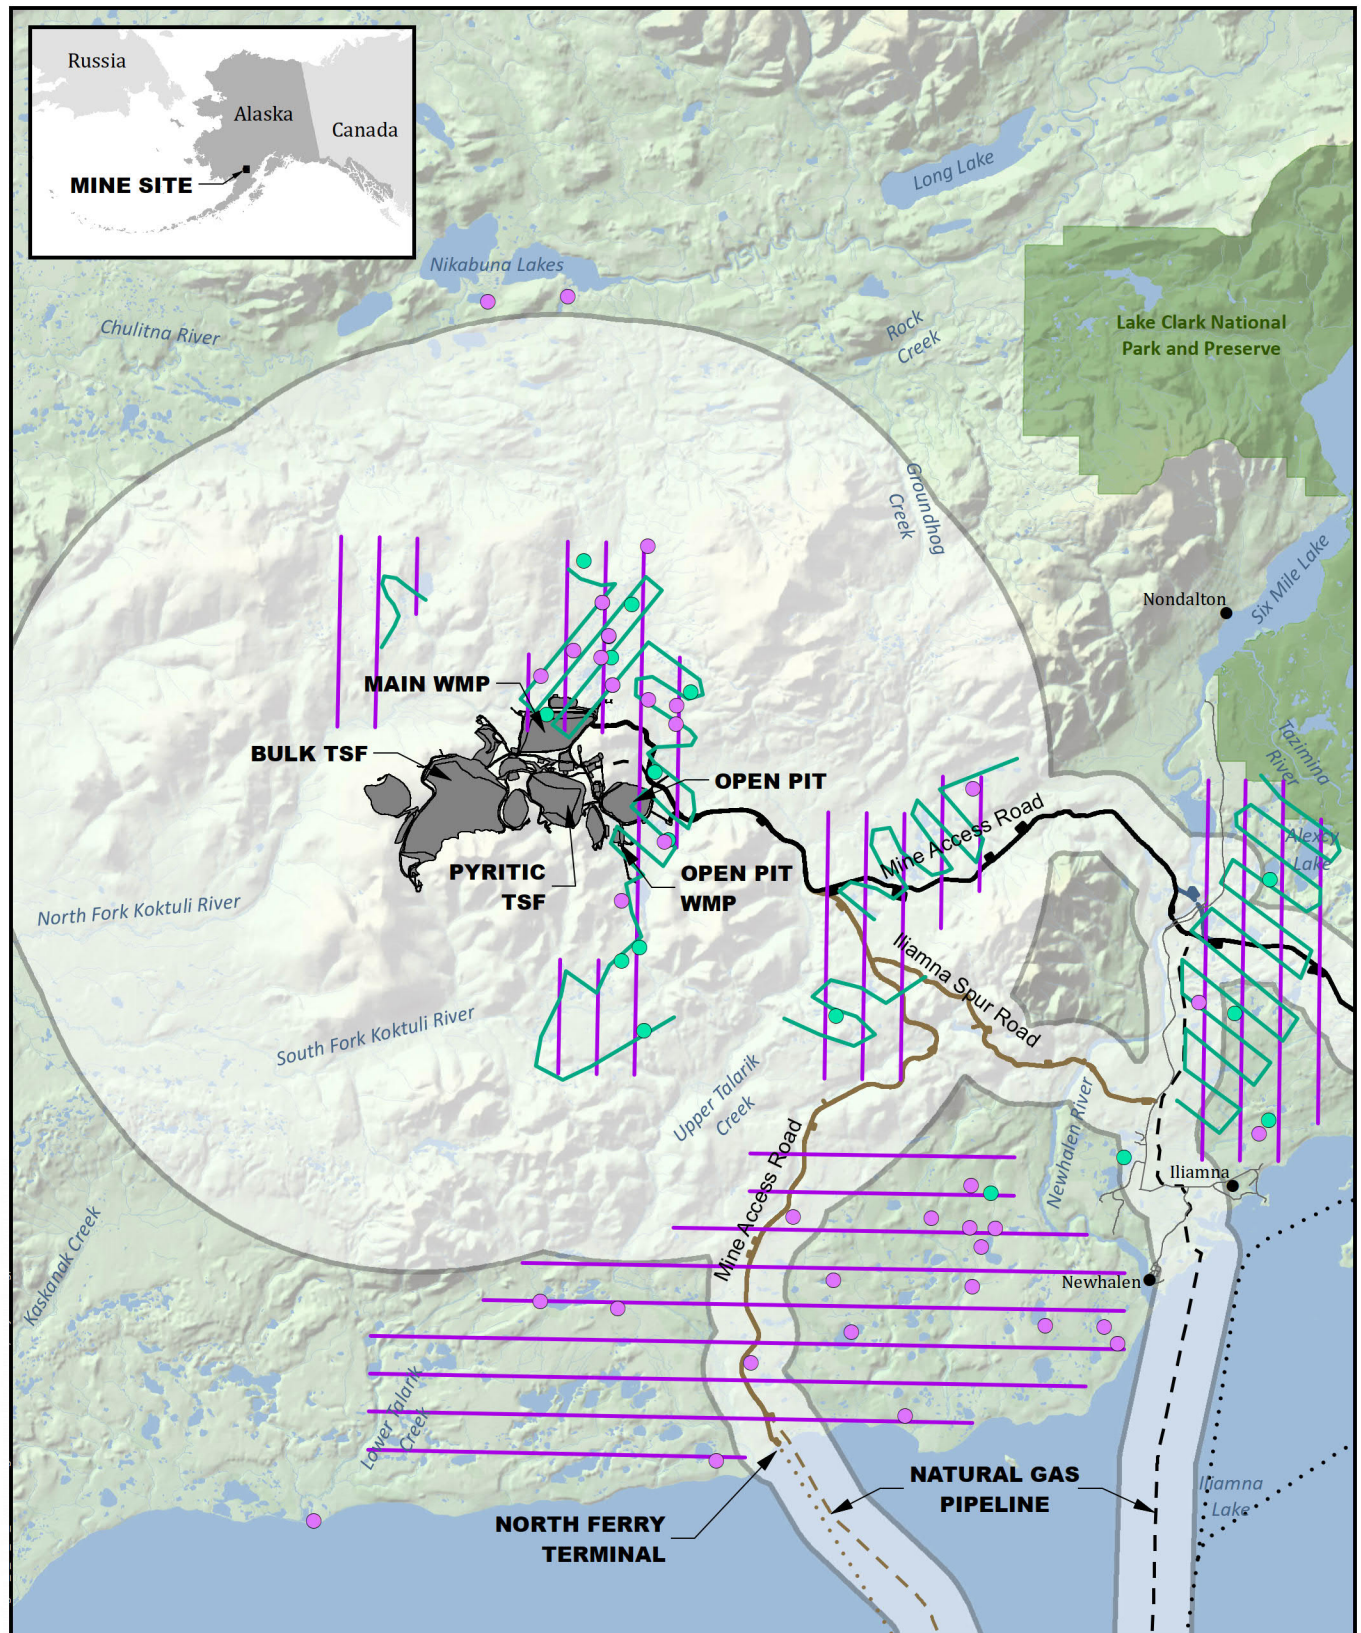 Russia
Alaska
Canada
MINE SITE
Long Lake
Nikabuna Lakes
Chulitna River
Rock
Creek
Lake Clark National
Park and Preserve
Groundhog
Creek
Six Mile Lake
Nondalton
MAIN WMP
BULK TSF
OPEN PIT
Tazimina
River
Alexcy
Lake
Mine Access Road
PYRITIC
TSF
OPEN PIT
WMP
North Fork Koktuli River
Iliamna Spur Road
South Fork Koktuli River
Upper Talarik
Creek
Newhalen River
Mine Access Road
Iliamna
Kaskanak Creek
Newhalen
Lower Talarik
Creek
NATURAL GAS
PIPELINE
Iliamna
Lake
NORTH FERRY
TERMINAL